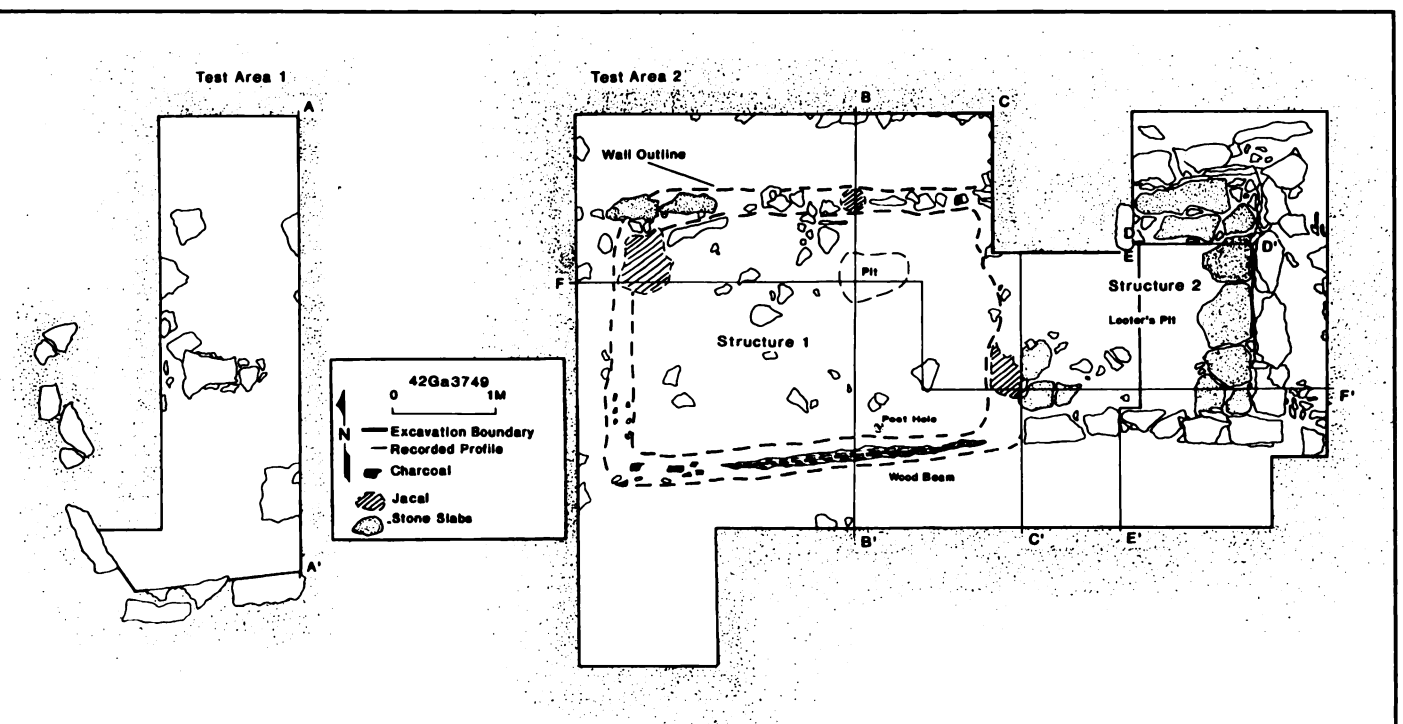 Test Area 1
A
A'
42Ga3749
0 1M
N
Excavation Boundary
Recorded Profile
Charcoal
Jacal
Stone Slabs
Test Area 2
B
C
Wall Outline
D
D'
E
Pit
F
Structure 2
Looter's Pit
Structure 1
F'
Post Hole
Wood Beam
B'
C'
E'